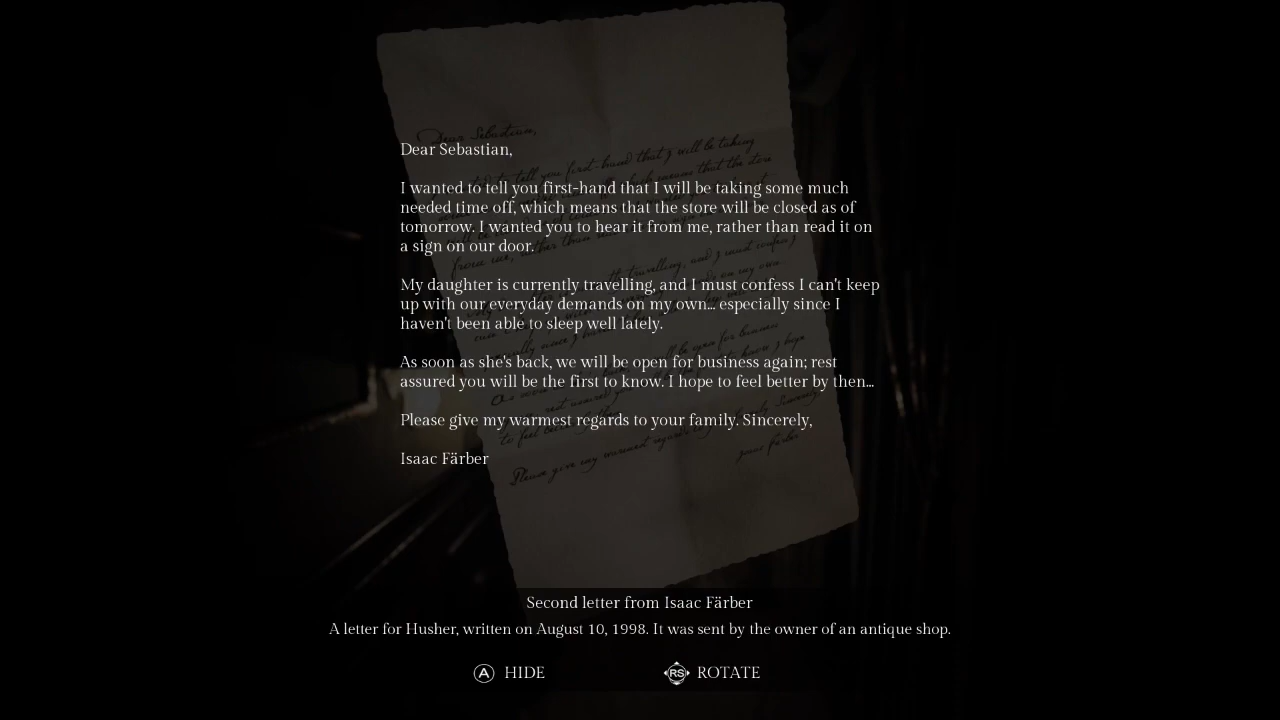 Dear Sebastian,
I wanted to tell you first-hand that I will be taking some much
needed time off, which means that the store will be closed as of
tomorrow. I wanted you to hear it from me, rather than read it on
a sign on our door.
My daughter is currently travelling, and I must confess I can't keep
up with our everyday demands on my own... especially since I
haven't been able to sleep well lately.
As soon as she's back, we will be open for business again; rest
assured you will be the first to know. I hope to feel better by then...
Please give my warmest regards to your family. Sincerely,
Isaac Färber
Second letter from Isaac Färber
A letter for Husher, written on August 10, 1998. It was sent by the owner of an antique shop.
A HIDE RS ROTATE